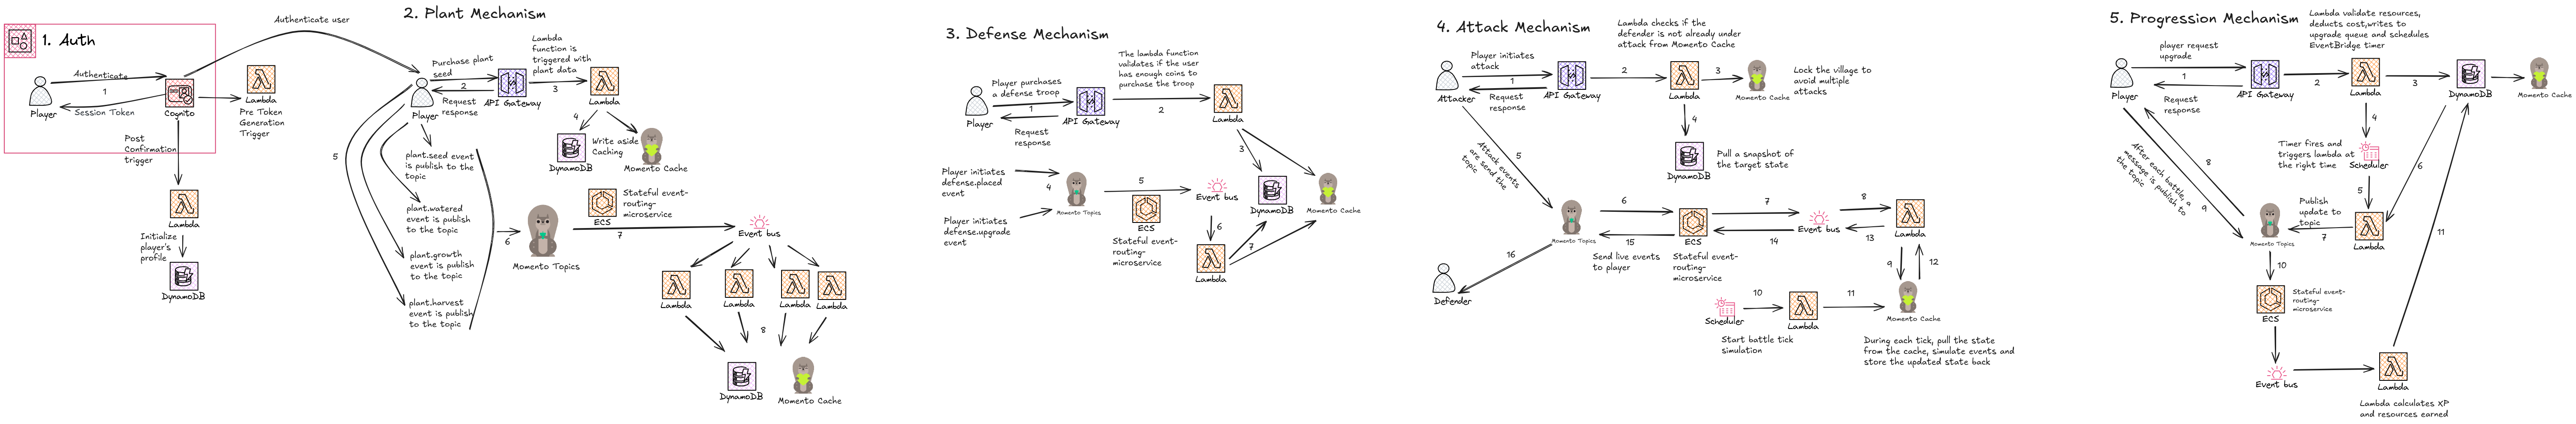 1. Auth
Authenticate
1
Session Token
Player
Cognito
Lambda
Pre Token
Generation
Trigger
Post
Confirmation
trigger
Lambda
Initialize
player's
profile
DynamoDB
Authenticate user
2. Plant Mechanism
Purchase plant
seed
2
Request
response
Player
API Gateway
Lambda
function is
triggered with
plant data
3
Lambda
4
Write aside
Caching
DynamoDB
Momento Cache
5
plant.seed event
is publish to the
topic
plant.watered
event is publish
to the topic
plant.growth
event is publish
to the topic
plant.harvest
event is publish
to the topic
6
Momento Topics
Stateful event-
routing-
microservice
ECS
7
Event bus
Lambda
Lambda
Lambda
Lambda
8
DynamoDB
Momento Cache
3. Defense Mechanism
Player purchases
a defense troop
1
Request
response
Player
API Gateway
The lambda function
validates if the user
has enough coins to
purchase the troop
2
Lambda
3
Player initiates
defense.placed
event
4
Player initiates
defense.upgrade
event
Momento Topics
5
ECS
Stateful event-
routing-
microservice
Event bus
6
Lambda
7
DynamoDB
Momento Cache
4. Attack Mechanism
Player initiates
attack
1
Request
response
Attacker
API Gateway
Lambda checks if the
defender is not already under
attack from Momento Cache
2
Lambda
3
Momento Cache
Lock the village to
avoid multiple
attacks
4
DynamoDB
Pull a snapshot of
the target state
5
Attack events
are send the
topic
Momento Topics
6
15
Send live events
to player
ECS
Stateful event-
routing-
microservice
7
14
Event bus
8
13
Lambda
9
12
Momento Cache
16
Defender
Scheduler
10
Lambda
11
Start battle tick
simulation
During each tick, pull the state
from the cache, simulate events and
store the updated state back
5. Progression Mechanism
Lambda validate resources,
deducts cost,writes to
upgrade queue and schedules
EventBridge timer
player request
upgrade
1
Request
response
Player
API Gateway
2
Lambda
3
DynamoDB
Momento Cache
4
Timer fires and
triggers lambda at
the right time
Scheduler
5
6
Lambda
Publish
update to
topic
7
8
After each battle, a
message is publish to
the topic
9
Momento Topics
10
ECS
Stateful event-
routing-
microservice
Event bus
Lambda
11
Lambda calculates XP
and resources earned